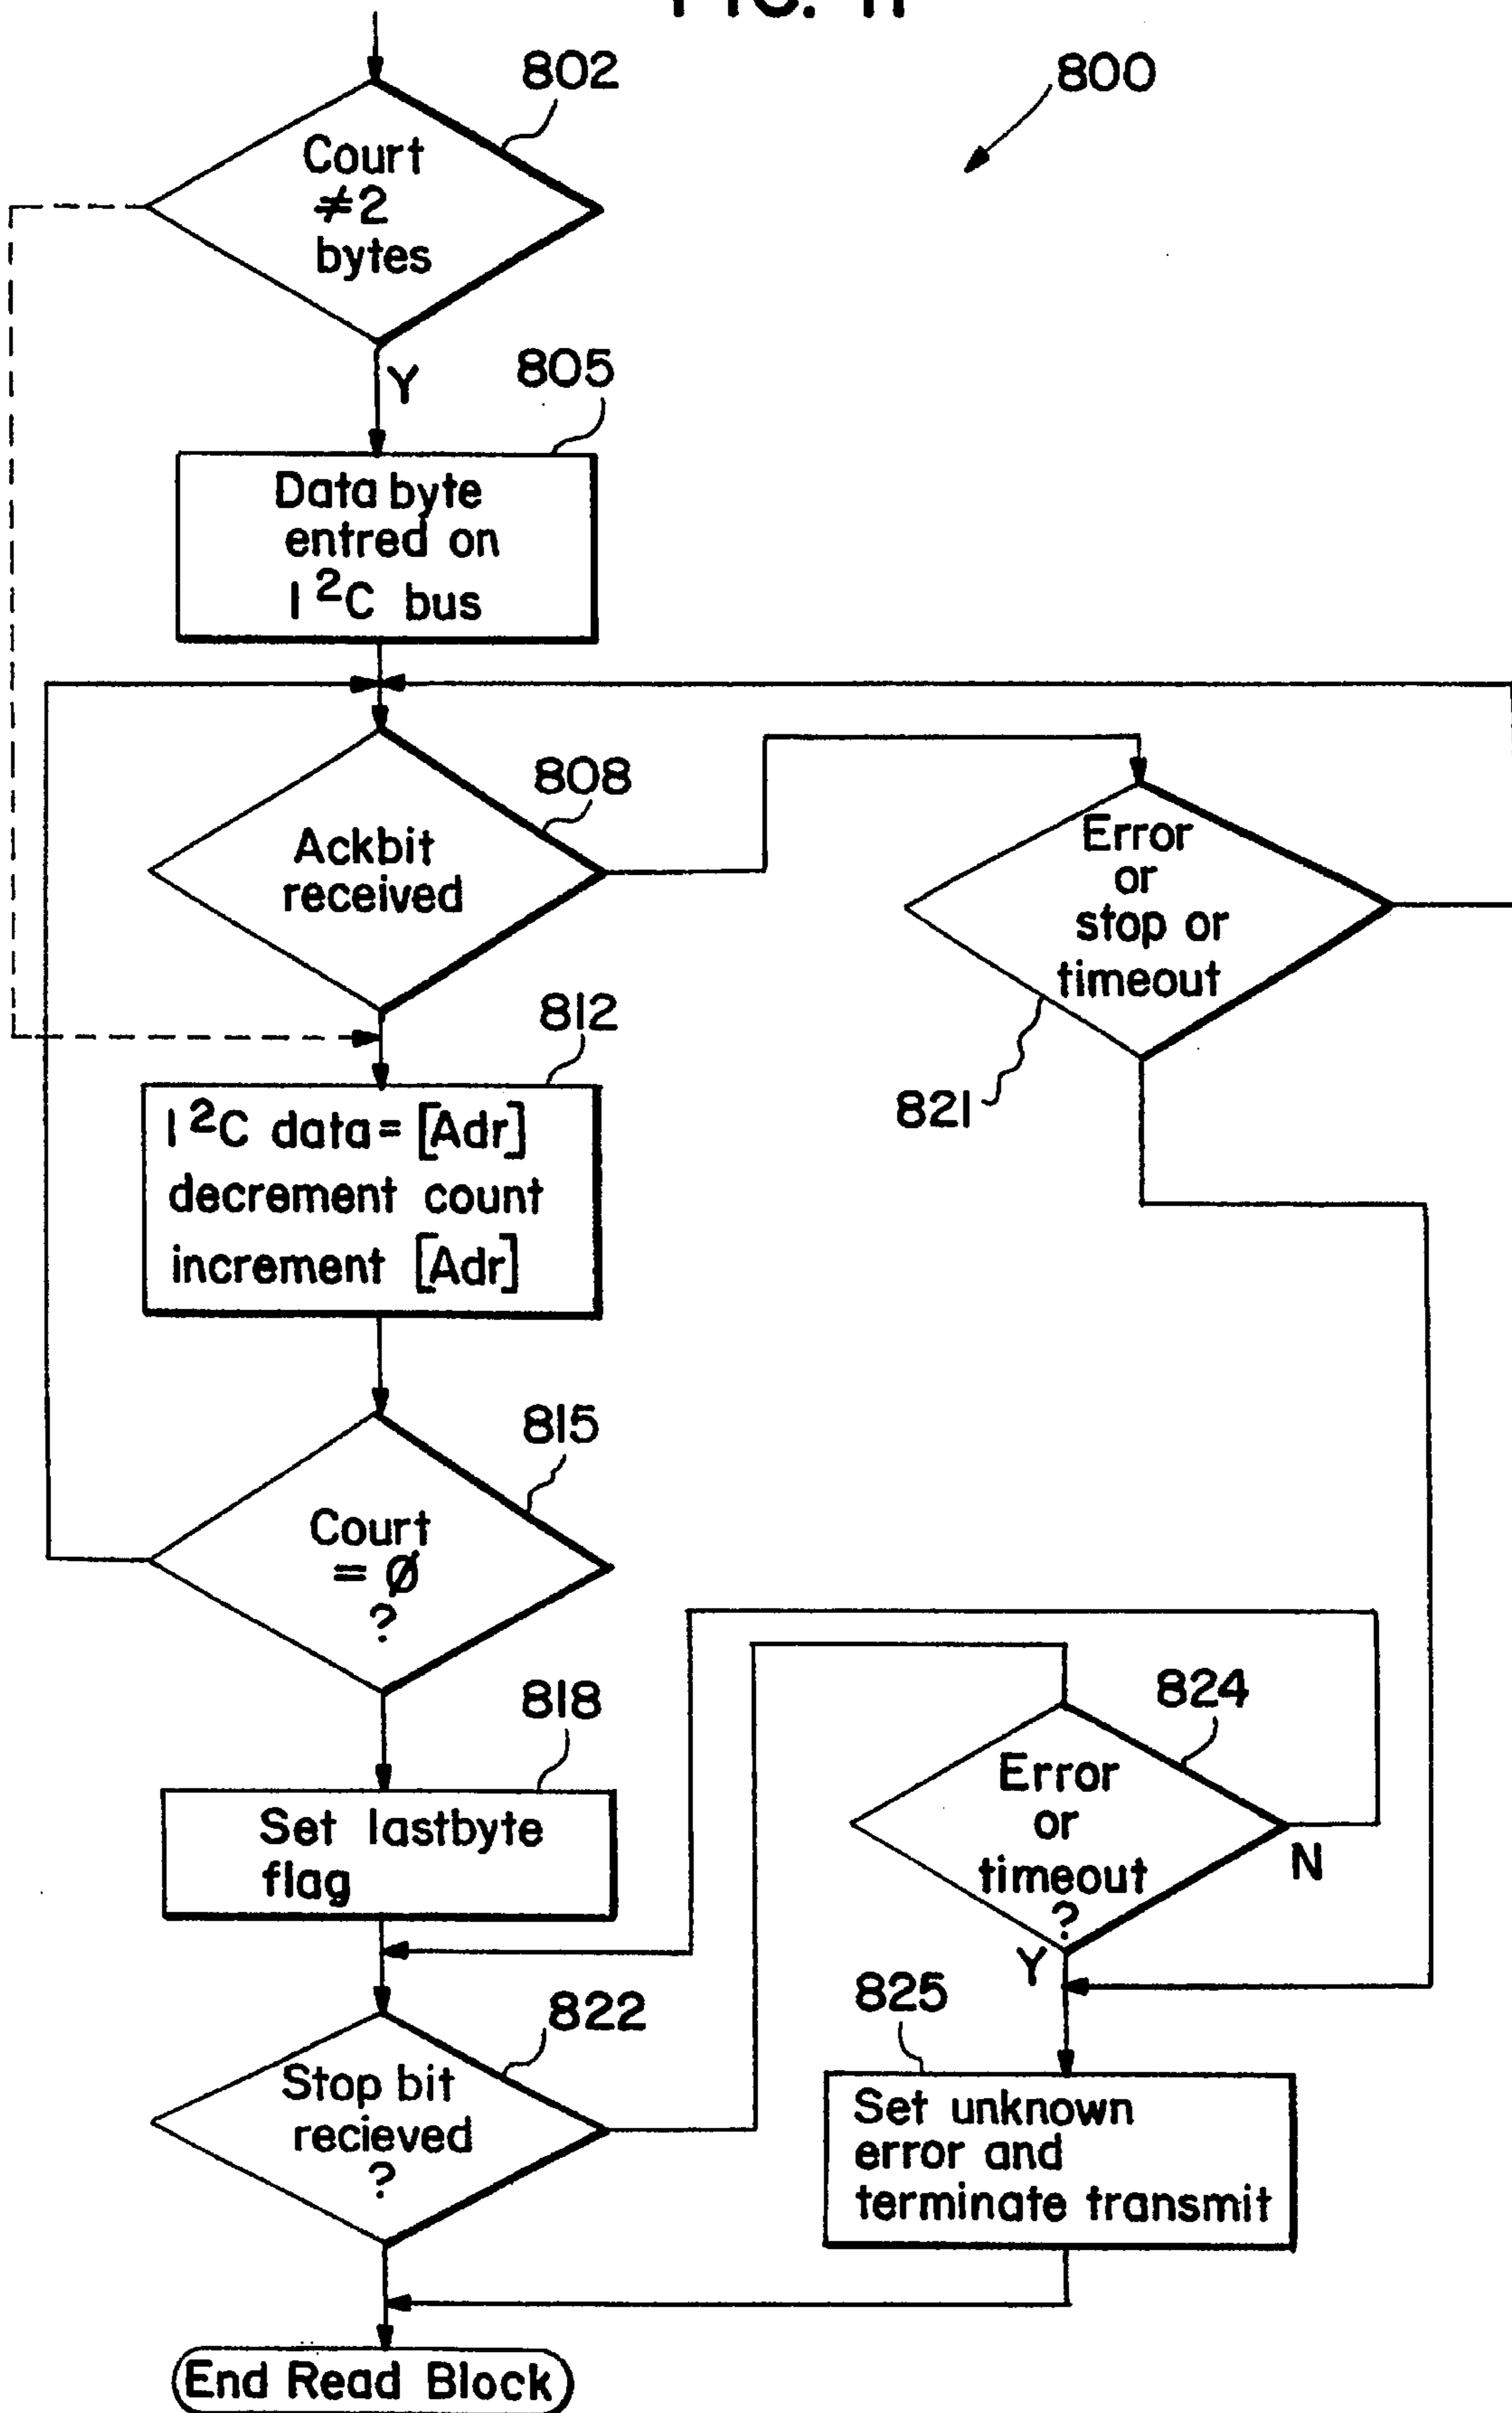 802
800
Court
≠2
bytes
Y
805
Data byte
entred on
I²C bus
808
Ackbit
received
Error
or
stop or
timeout
821
812
I²C data = [Adr]
decrement count
increment [Adr]
815
Court
= Ø
?
818
Set lastbyte
flag
824
Error
or
timeout
?
N
Y
822
Stop bit
recieved
?
825
Set unknown
error and
terminate transmit
End Read Block